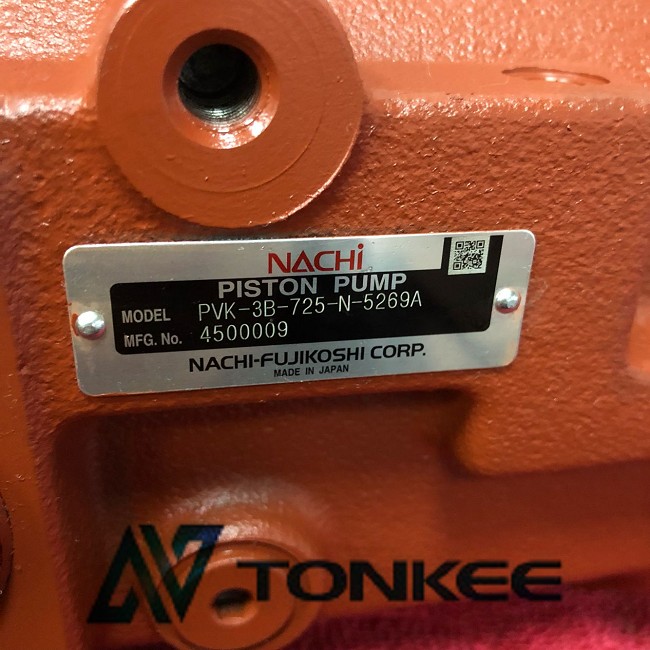 NACHi
PISTON PUMP
MODEL PVK-3B-725-N-5269A
MFG. No. 4500009
NACHI-FUJIKOSHI CORP.
MADE IN JAPAN
TONKEE